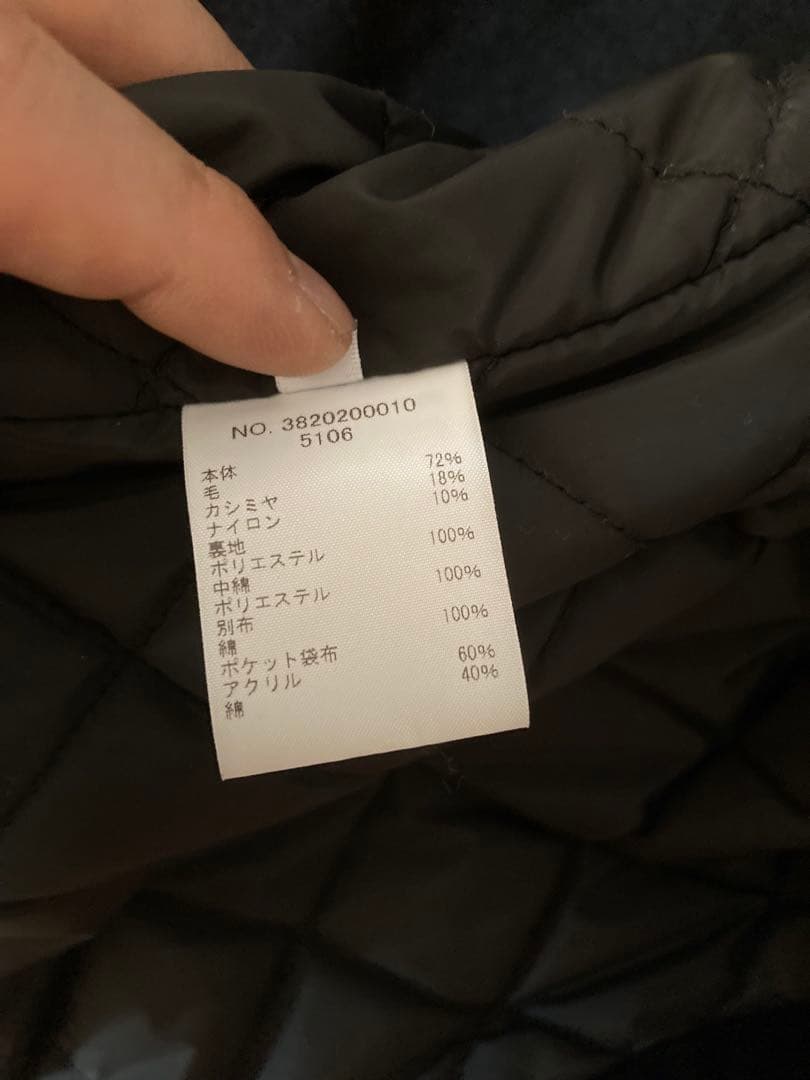 NO. 3820200010
5106
本体
毛 72%
カシミヤ 18%
ナイロン 10%
裏地
ポリエステル 100%
中綿
ポリエステル 100%
別布
綿 100%
ポケット袋布
アクリル 60%
綿 40%